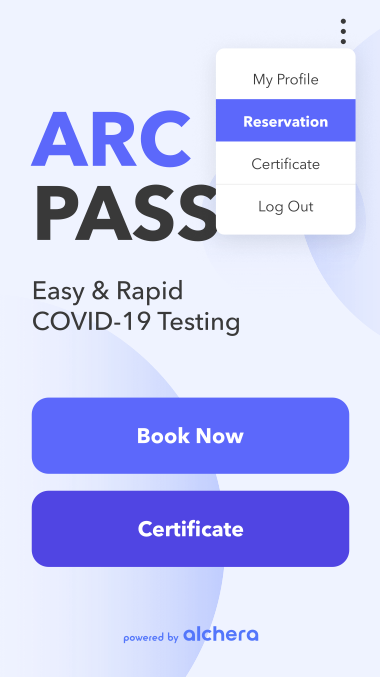 My Profile
Reservation
Certificate
Log Out
ARC
PASS
Easy & Rapid
COVID-19 Testing
Book Now
Certificate
powered by alchera